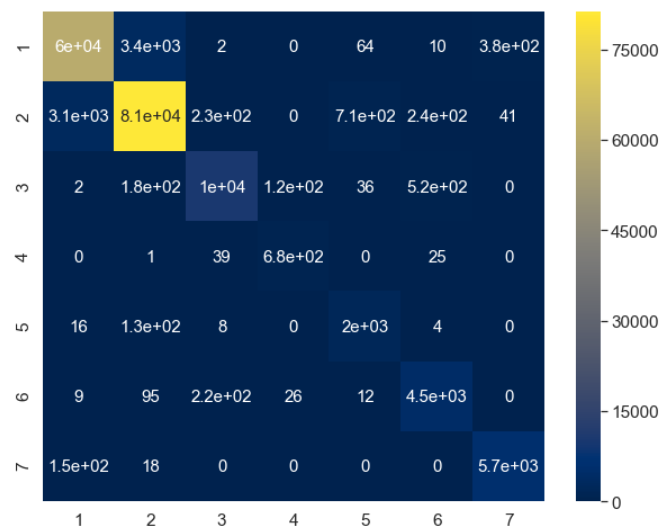 1 6e+04 3.4e+03 2 0 64 10 3.8e+02
2 3.1e+03 8.1e+04 2.3e+02 0 7.1e+02 2.4e+02 41
3 2 1.8e+02 1e+04 1.2e+02 36 5.2e+02 0
4 0 1 39 6.8e+02 0 25 0
5 16 1.3e+02 8 0 2e+03 4 0
6 9 95 2.2e+02 26 12 4.5e+03 0
7 1.5e+02 18 0 0 0 0 5.7e+03
1 2 3 4 5 6 7
75000
60000
45000
30000
15000
0